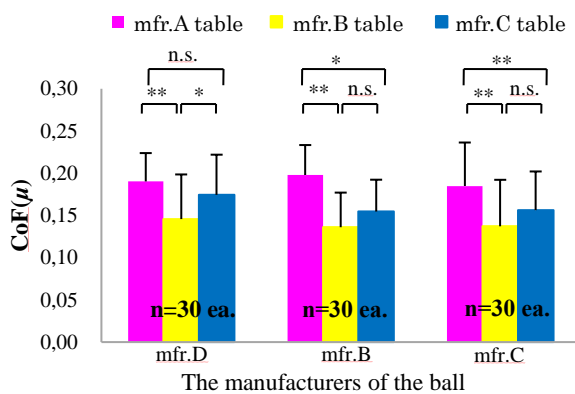 mfr.A table mfr.B table mfr.C table
n.s. * **
** * ** n.s. ** n.s.
0,30
0,25
0,20
0,15
0,10
0,05
0,00
CoF(μ)
n=30 ea. n=30 ea. n=30 ea.
mfr.D mfr.B mfr.C
The manufacturers of the ball